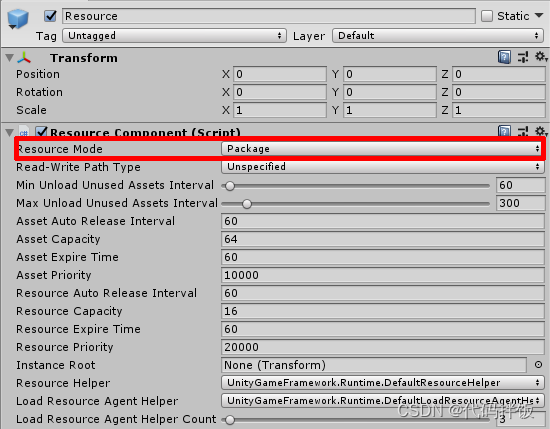 Resource Static
Tag Untagged Layer Default
Transform
Position X 0 Y 0 Z 0
Rotation X 0 Y 0 Z 0
Scale X 1 Y 1 Z 1
Resource Component (Script)
Resource Mode Package
Read-Write Path Type Unspecified
Min Unload Unused Assets Interval 60
Max Unload Unused Assets Interval 300
Asset Auto Release Interval 60
Asset Capacity 64
Asset Expire Time 60
Asset Priority 10000
Resource Auto Release Interval 60
Resource Capacity 16
Resource Expire Time 60
Resource Priority 20000
Instance Root None (Transform)
Resource Helper UnityGameFramework.Runtime.DefaultResourceHelper
Load Resource Agent Helper UnityGameFramework.Runtime.DefaultLoadResourceAgentHe
Load Resource Agent Helper Count 3
CSDN @代码拌饭